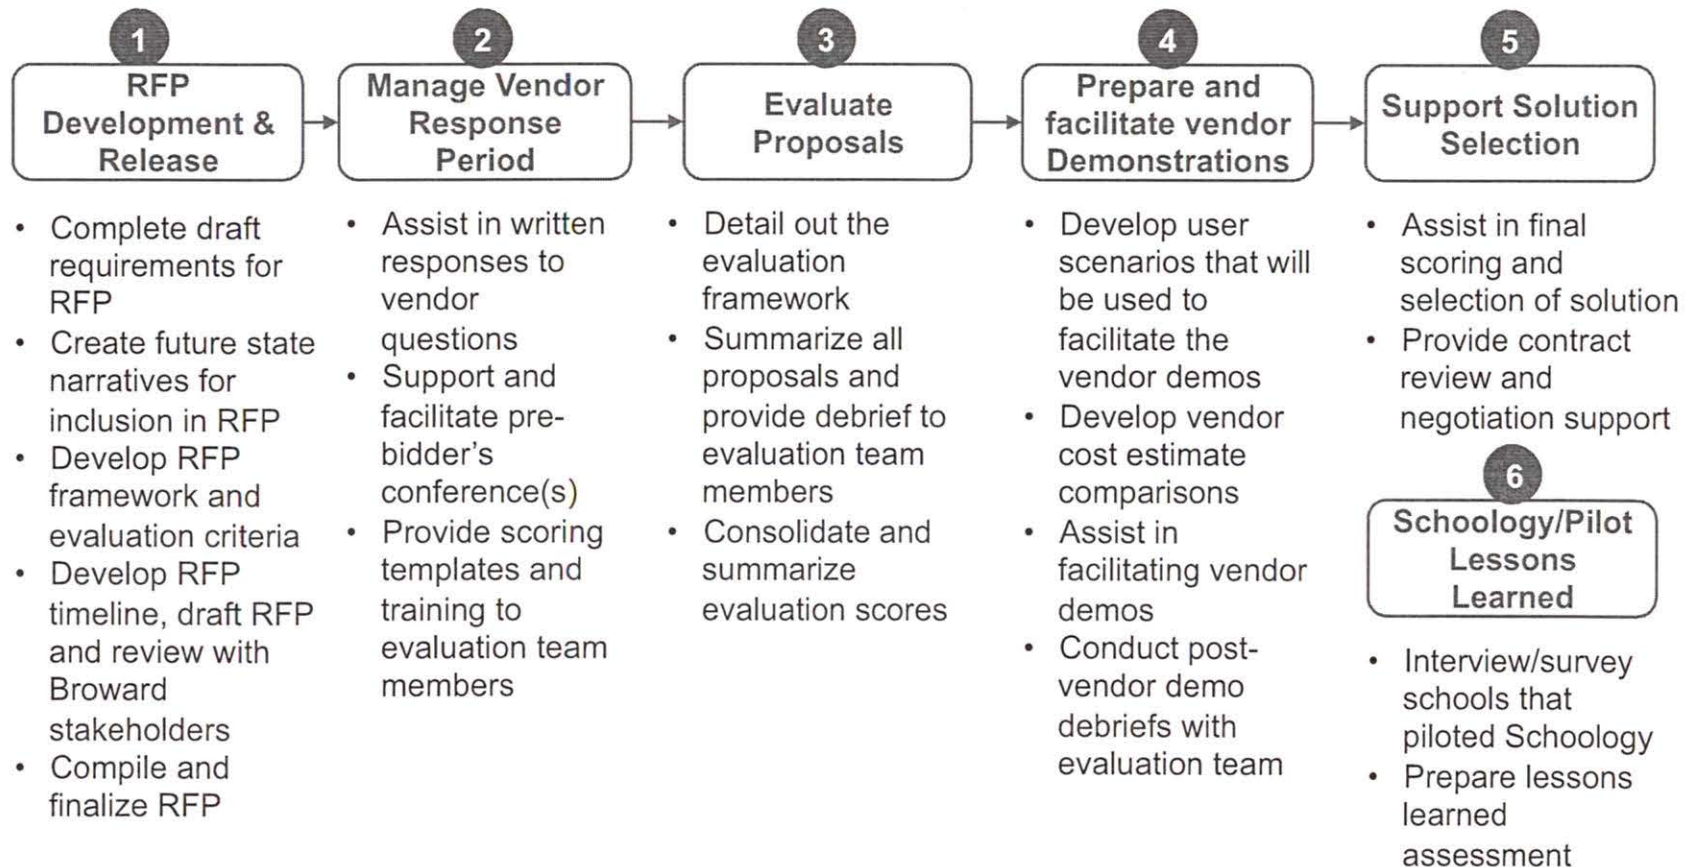 1
RFP
Development &
Release
• Complete draft
requirements for
RFP
• Create future state
narratives for
inclusion in RFP
• Develop RFP
framework and
evaluation criteria
• Develop RFP
timeline, draft RFP
and review with
Broward
stakeholders
• Compile and
finalize RFP
2
Manage Vendor
Response
Period
• Assist in written
responses to
vendor
questions
• Support and
facilitate pre-
bidder's
conference(s)
• Provide scoring
templates and
training to
evaluation team
members
3
Evaluate
Proposals
• Detail out the
evaluation
framework
• Summarize all
proposals and
provide debrief to
evaluation team
members
• Consolidate and
summarize
evaluation scores
4
Prepare and
facilitate vendor
Demonstrations
• Develop user
scenarios that will
be used to
facilitate the
vendor demos
• Develop vendor
cost estimate
comparisons
• Assist in
facilitating vendor
demos
• Conduct post-
vendor demo
debriefs with
evaluation team
5
Support Solution
Selection
• Assist in final
scoring and
selection of solution
• Provide contract
review and
negotiation support
6
Schoology/Pilot
Lessons
Learned
• Interview/survey
schools that
piloted Schoology
• Prepare lessons
learned
assessment